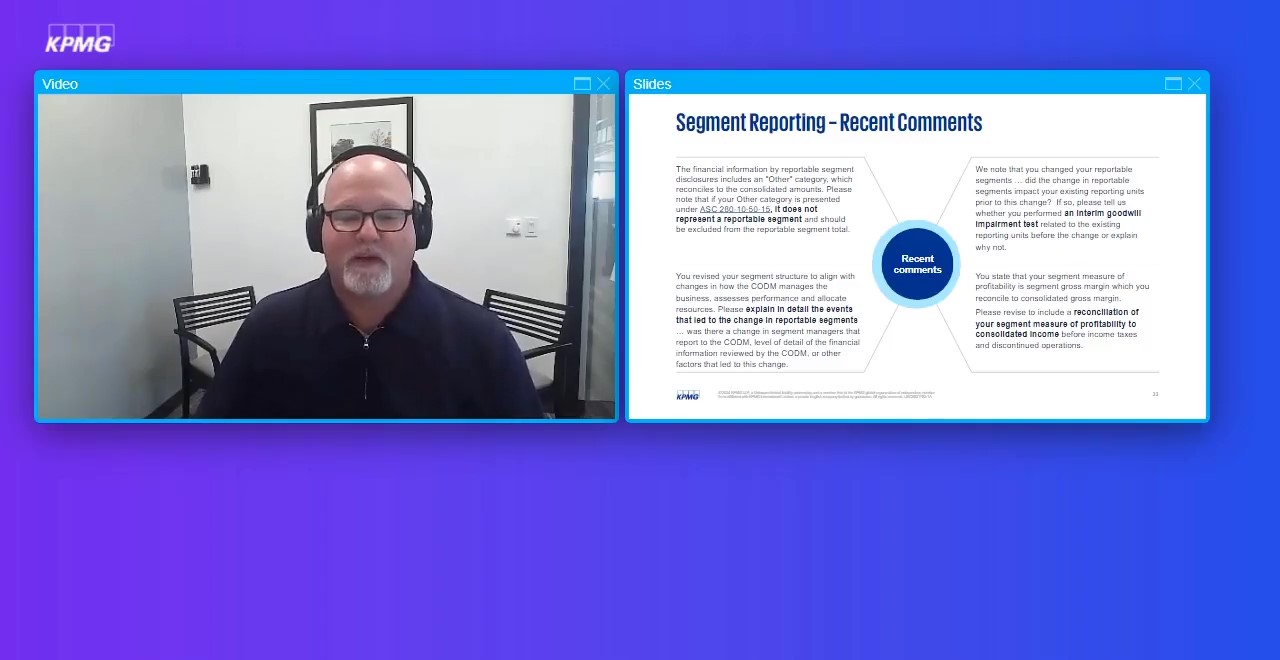 KPMG
Video
Slides
Segment Reporting – Recent Comments
The financial information by reportable segment
disclosures includes an "Other" category, which
reconciles to the consolidated amounts. Please
note that if your Other category is presented
under ASC 280-10-50-15, it does not
represent a reportable segment and should
be excluded from the reportable segment total.
You revised your segment structure to align with
changes in how the CODM manages the
business, assesses performance and allocate
resources. Please explain in detail the events
that led to the change in reportable segments
… was there a change in segment managers that
report to the CODM, level of detail of the financial
information reviewed by the CODM, or other
factors that led to this change.
Recent
comments
We note that you changed your reportable
segments … did the change in reportable
segments impact your existing reporting units
prior to this change? If so, please tell us
whether you performed an interim goodwill
impairment test related to the existing
reporting units before the change or explain
why not.
You state that your segment measure of
profitability is segment gross margin which you
reconcile to consolidated gross margin.
Please revise to include a reconciliation of
your segment measure of profitability to
consolidated income before income taxes
and discontinued operations.
KPMG